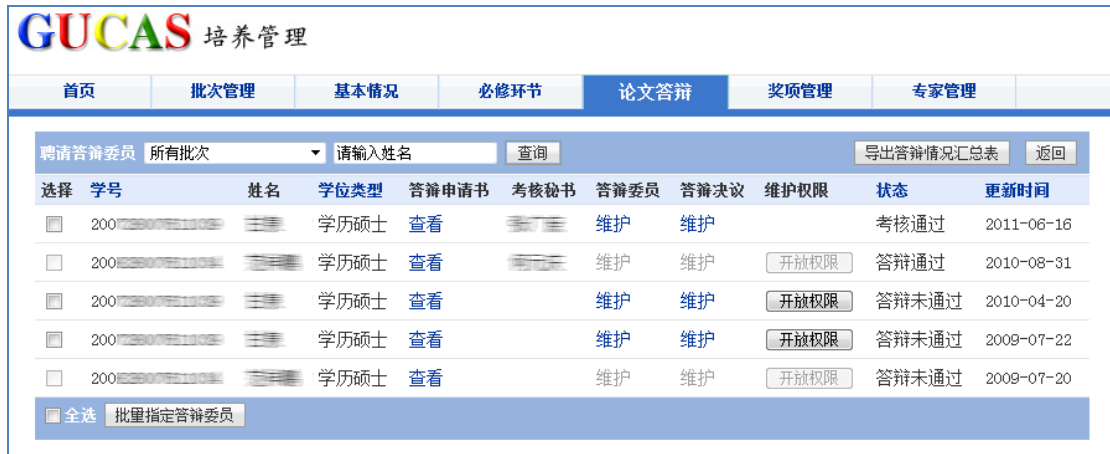 GUCAS 培养管理
首页 批次管理 基本情况 必修环节 论文答辩 奖项管理 专家管理
聘请答辩委员 所有批次 请输入姓名 查询 导出答辩情况汇总表 返回
选择 学号 姓名 学位类型 答辩申请书 考核秘书 答辩委员 答辩决议 维护权限 状态 更新时间
200 学历硕士 查看 维护 维护 考核通过 2011-06-16
200 学历硕士 查看 维护 维护 开放权限 答辩通过 2010-08-31
200 学历硕士 查看 维护 维护 开放权限 答辩未通过 2010-04-20
200 学历硕士 查看 维护 维护 开放权限 答辩未通过 2009-07-22
200 学历硕士 查看 维护 维护 开放权限 答辩未通过 2009-07-20
全选 批里指定答辩委员